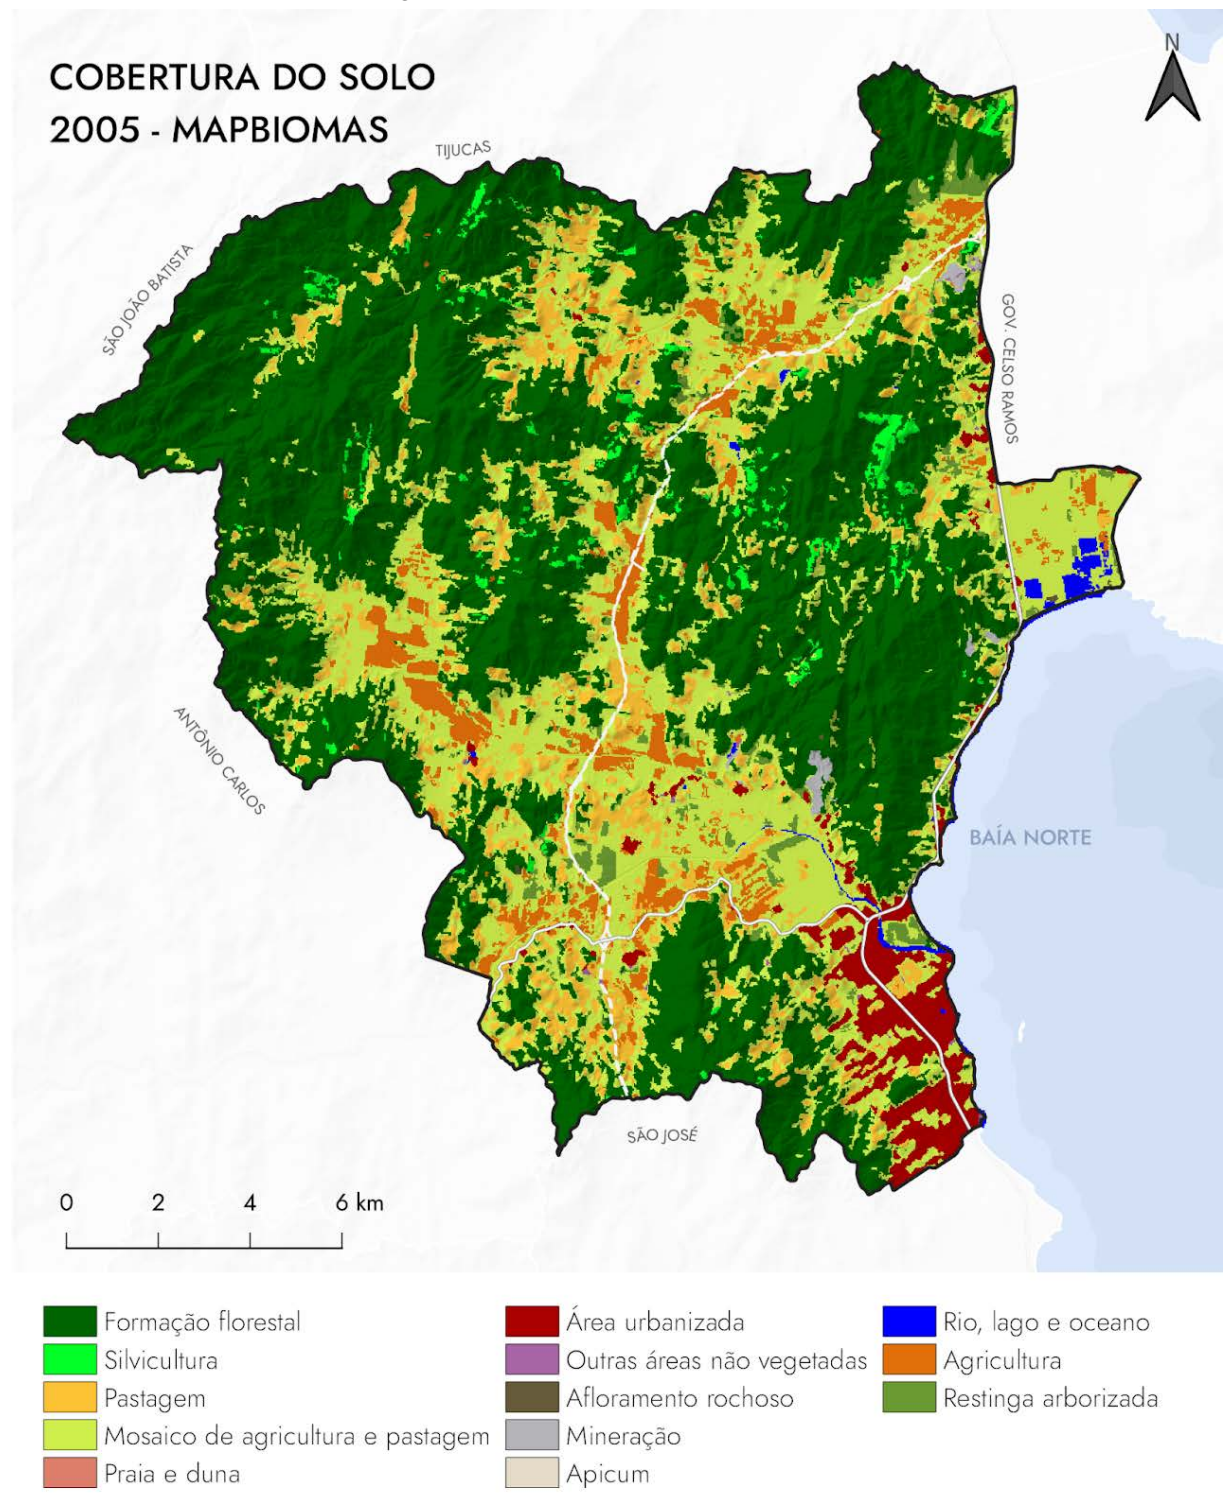 COBERTURA DO SOLO
2005 - MAPBIOMAS
N
TIJUCAS
SÃO JOÃO BATISTA
GOV. CELSO RAMOS
ANTÔNIO CARLOS
BAÍA NORTE
SÃO JOSÉ
0 2 4 6 km
Formação florestal
Silvicultura
Pastagem
Mosaico de agricultura e pastagem
Praia e duna
Área urbanizada
Outras áreas não vegetadas
Afloramento rochoso
Mineração
Apicum
Rio, lago e oceano
Agricultura
Restinga arborizada